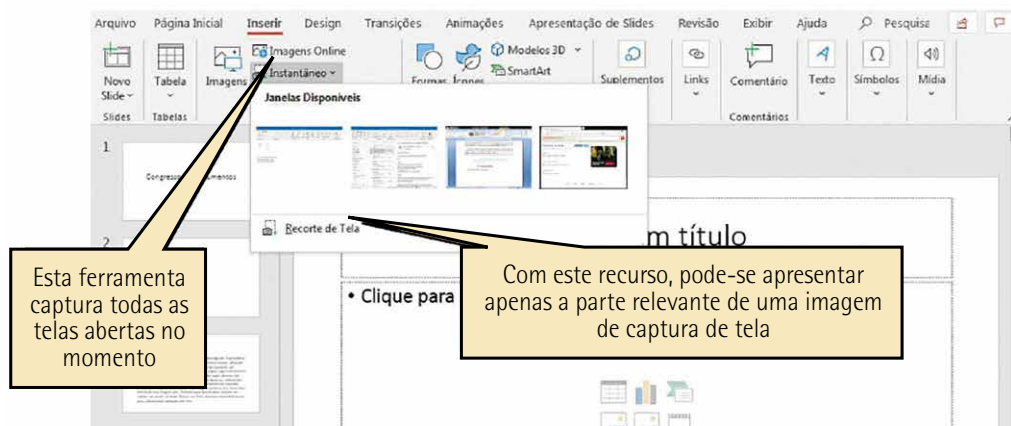 Arquivo Página Inicial Inserir Design Transições Animações Apresentação de Slides Revisão Exibir Ajuda Pesquisa
Imagens Online Modelos 3D
Instantâneo SmartArt
Novo Tabela Imagens Formas Ícones Suplementos Links Comentário Texto Símbolos Mídia
Slide
Slides Tabelas Comentários
Janelas Disponíveis
Recorte de Tela
1
2
m título
• Clique para
Esta ferramenta
captura todas as
telas abertas no
momento
Com este recurso, pode-se apresentar
apenas a parte relevante de uma imagem
de captura de tela